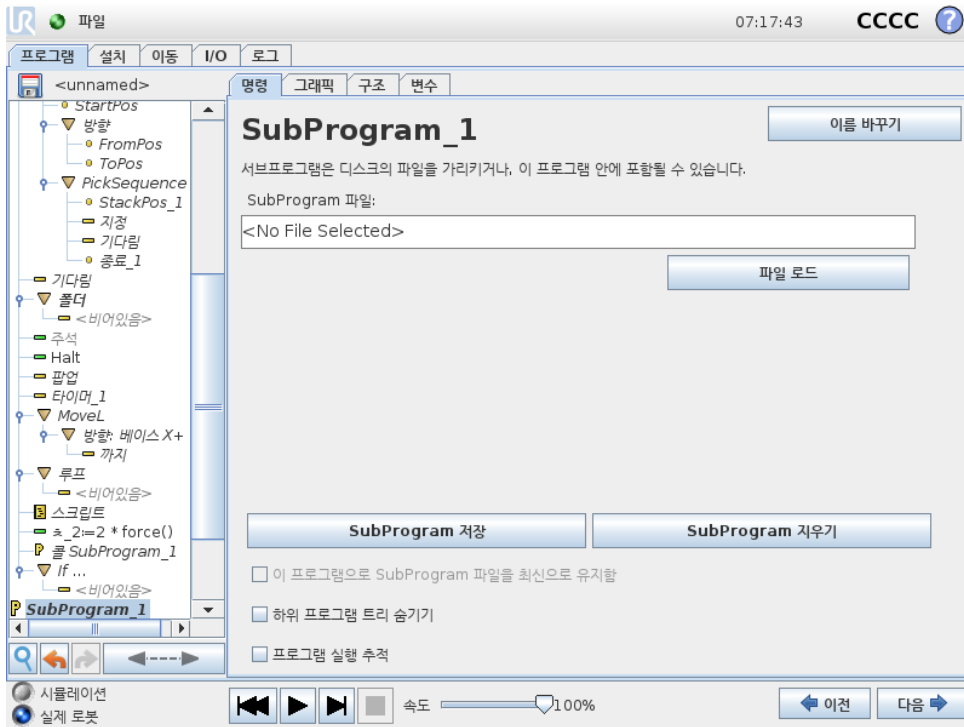 파일
07:17:43
CCCC
?
프로그램 설치 이동 I/O 로그
<unnamed>
명령 그래픽 구조 변수
StartPos
방향
FromPos
ToPos
PickSequence
StackPos_1
지정
기다림
종료_1
기다림
폴더
<비어있음>
주석
Halt
팝업
타이머_1
MoveL
방향: 베이스 X+
까지
루프
<비어있음>
스크립트
ㅊ_2:=2 * force()
콜 SubProgram_1
If ...
<비어있음>
SubProgram_1
SubProgram_1
이름 바꾸기
서브프로그램은 디스크의 파일을 가리키거나, 이 프로그램 안에 포함될 수 있습니다.
SubProgram 파일:
<No File Selected>
파일 로드
SubProgram 저장
SubProgram 지우기
이 프로그램으로 SubProgram 파일을 최신으로 유지함
하위 프로그램 트리 숨기기
프로그램 실행 추적
시뮬레이션
실제 로봇
속도
100%
이전
다음